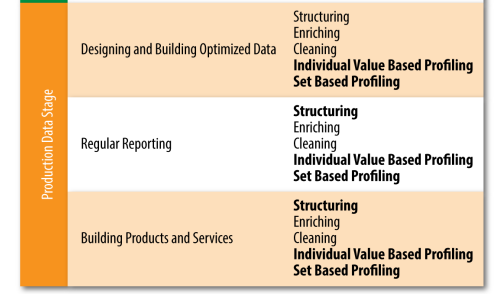 Production Data Stage
Designing and Building Optimized Data
Structuring
Enriching
Cleaning
Individual Value Based Profiling
Set Based Profiling
Regular Reporting
Structuring
Enriching
Cleaning
Individual Value Based Profiling
Set Based Profiling
Building Products and Services
Structuring
Enriching
Cleaning
Individual Value Based Profiling
Set Based Profiling